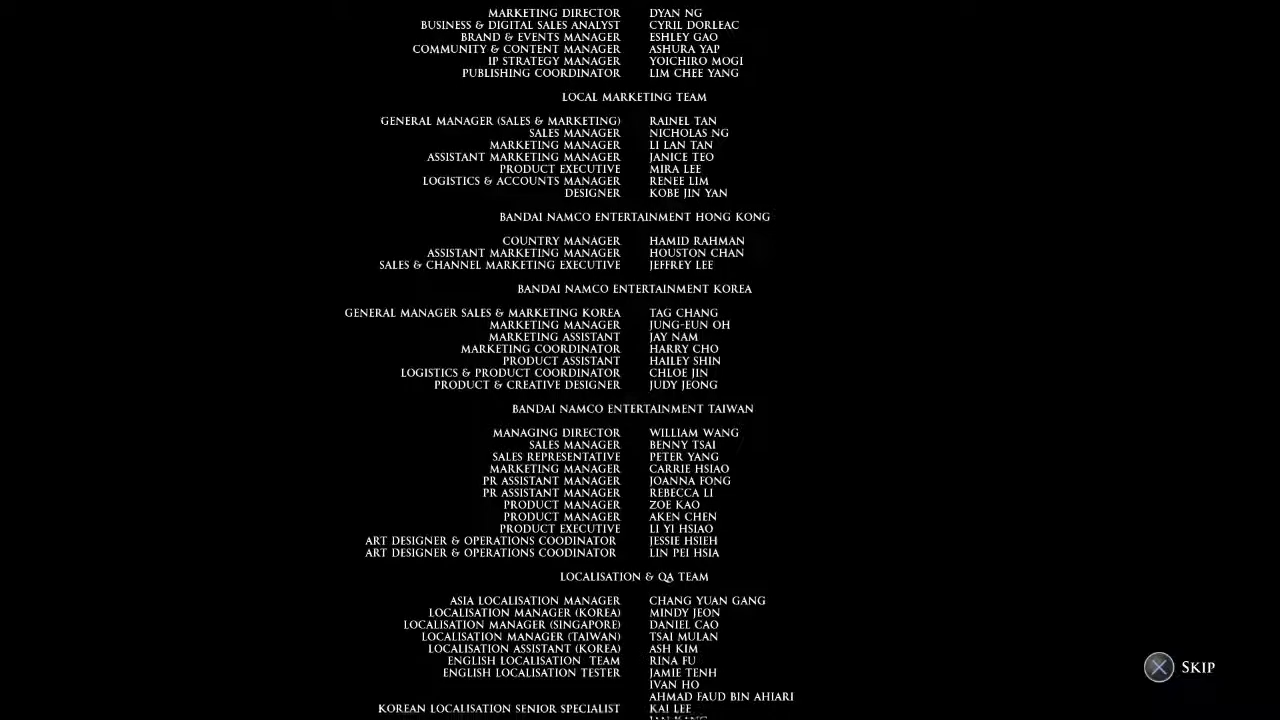 MARKETING DIRECTOR DYAN NG
BUSINESS & DIGITAL SALES ANALYST CYRIL DORLEAC
BRAND & EVENTS MANAGER ESHLEY GAO
COMMUNITY & CONTENT MANAGER ASHURA YAP
IP STRATEGY MANAGER YOICHIRO MOGI
PUBLISHING COORDINATOR LIM CHEE YANG
LOCAL MARKETING TEAM
GENERAL MANAGER (SALES & MARKETING) RAINEL TAN
SALES MANAGER NICHOLAS NG
MARKETING MANAGER LI LAN TAN
ASSISTANT MARKETING MANAGER JANICE TEO
PRODUCT EXECUTIVE MIRA LEE
LOGISTICS & ACCOUNTS MANAGER RENEE LIM
DESIGNER KOBE JIN YAN
BANDAI NAMCO ENTERTAINMENT HONG KONG
COUNTRY MANAGER HAMID RAHMAN
ASSISTANT MARKETING MANAGER HOUSTON CHAN
SALES & CHANNEL MARKETING EXECUTIVE JEFFREY LEE
BANDAI NAMCO ENTERTAINMENT KOREA
GENERAL MANAGER SALES & MARKETING KOREA TAG CHANG
MARKETING MANAGER JUNG-EUN OH
MARKETING ASSISTANT JAY NAM
MARKETING COORDINATOR HARRY CHO
PRODUCT ASSISTANT HAILEY SHIN
LOGISTICS & PRODUCT COORDINATOR CHLOE JIN
PRODUCT & CREATIVE DESIGNER JUDY JEONG
BANDAI NAMCO ENTERTAINMENT TAIWAN
MANAGING DIRECTOR WILLIAM WANG
SALES MANAGER BENNY TSAI
SALES REPRESENTATIVE PETER YANG
MARKETING MANAGER CARRIE HSIAO
PR ASSISTANT MANAGER JOANNA FONG
PR ASSISTANT MANAGER REBECCA LI
PRODUCT MANAGER ZOE KAO
PRODUCT MANAGER AKEN CHEN
PRODUCT EXECUTIVE LI YI HSIAO
ART DESIGNER & OPERATIONS COODINATOR JESSIE HSIEH
ART DESIGNER & OPERATIONS COODINATOR LIN PEI HSIA
LOCALISATION & QA TEAM
ASIA LOCALISATION MANAGER CHANG YUAN GANG
LOCALISATION MANAGER (KOREA) MINDY JEON
LOCALISATION MANAGER (SINGAPORE) DANIEL CAO
LOCALISATION MANAGER (TAIWAN) TSAI MULAN
LOCALISATION ASSISTANT (KOREA) ASH KIM
ENGLISH LOCALISATION TEAM RINA FU
ENGLISH LOCALISATION TESTER JAMIE TENH
IVAN HO
AHMAD FAUD BIN AHIARI
KOREAN LOCALISATION SENIOR SPECIALIST KAI LEE
SKIP